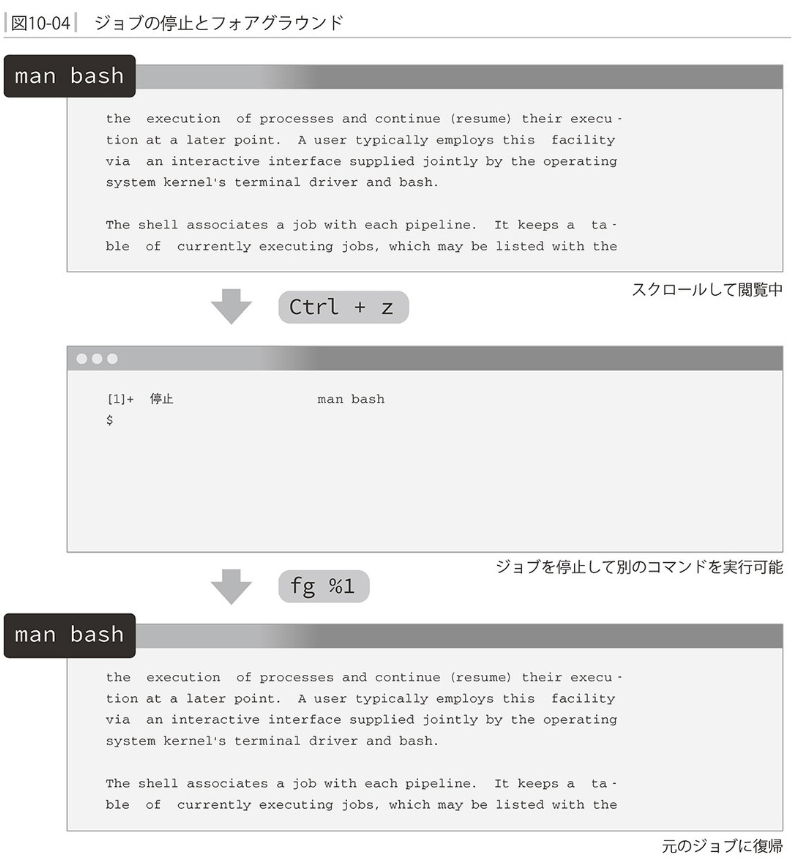 図10-04 ジョブの停止とフォアグラウンド
man bash
the  execution  of processes and continue (resume) their execu-
tion at a later point.  A user typically employs this  facility
via  an interactive interface supplied jointly by the operating
system kernel's terminal driver and bash.
The shell associates a job with each pipeline.  It keeps a  ta-
ble  of  currently executing jobs, which may be listed with the
スクロールして閲覧中
Ctrl + z
[1]+  停止                  man bash
$
ジョブを停止して別のコマンドを実行可能
fg %1
man bash
the  execution  of processes and continue (resume) their execu-
tion at a later point.  A user typically employs this  facility
via  an interactive interface supplied jointly by the operating
system kernel's terminal driver and bash.
The shell associates a job with each pipeline.  It keeps a  ta-
ble  of  currently executing jobs, which may be listed with the
元のジョブに復帰